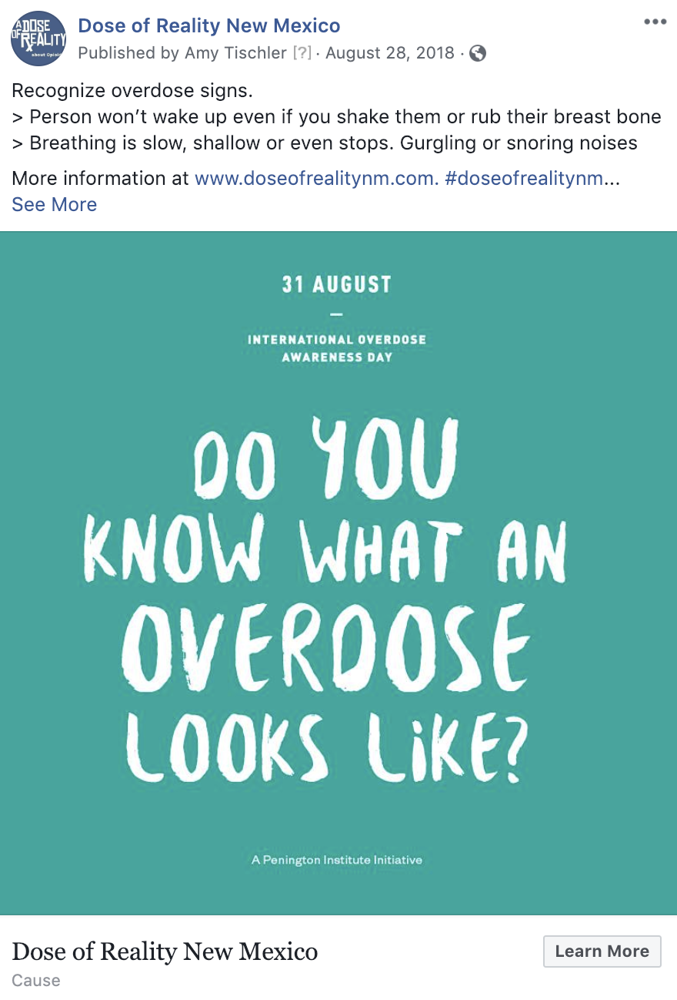 A DOSE
OF REALITY
about Opioids
Dose of Reality New Mexico
Published by Amy Tischler [?] · August 28, 2018 ·
Recognize overdose signs.
> Person won’t wake up even if you shake them or rub their breast bone
> Breathing is slow, shallow or even stops. Gurgling or snoring noises
More information at www.doseofrealitynm.com. #doseofrealitynm...
See More
31 AUGUST
–
INTERNATIONAL OVERDOSE
AWARENESS DAY
DO YOU
KNOW WHAT AN
OVERDOSE
LOOKS LIKE?
A Penington Institute Initiative
Dose of Reality New Mexico
Learn More
Cause